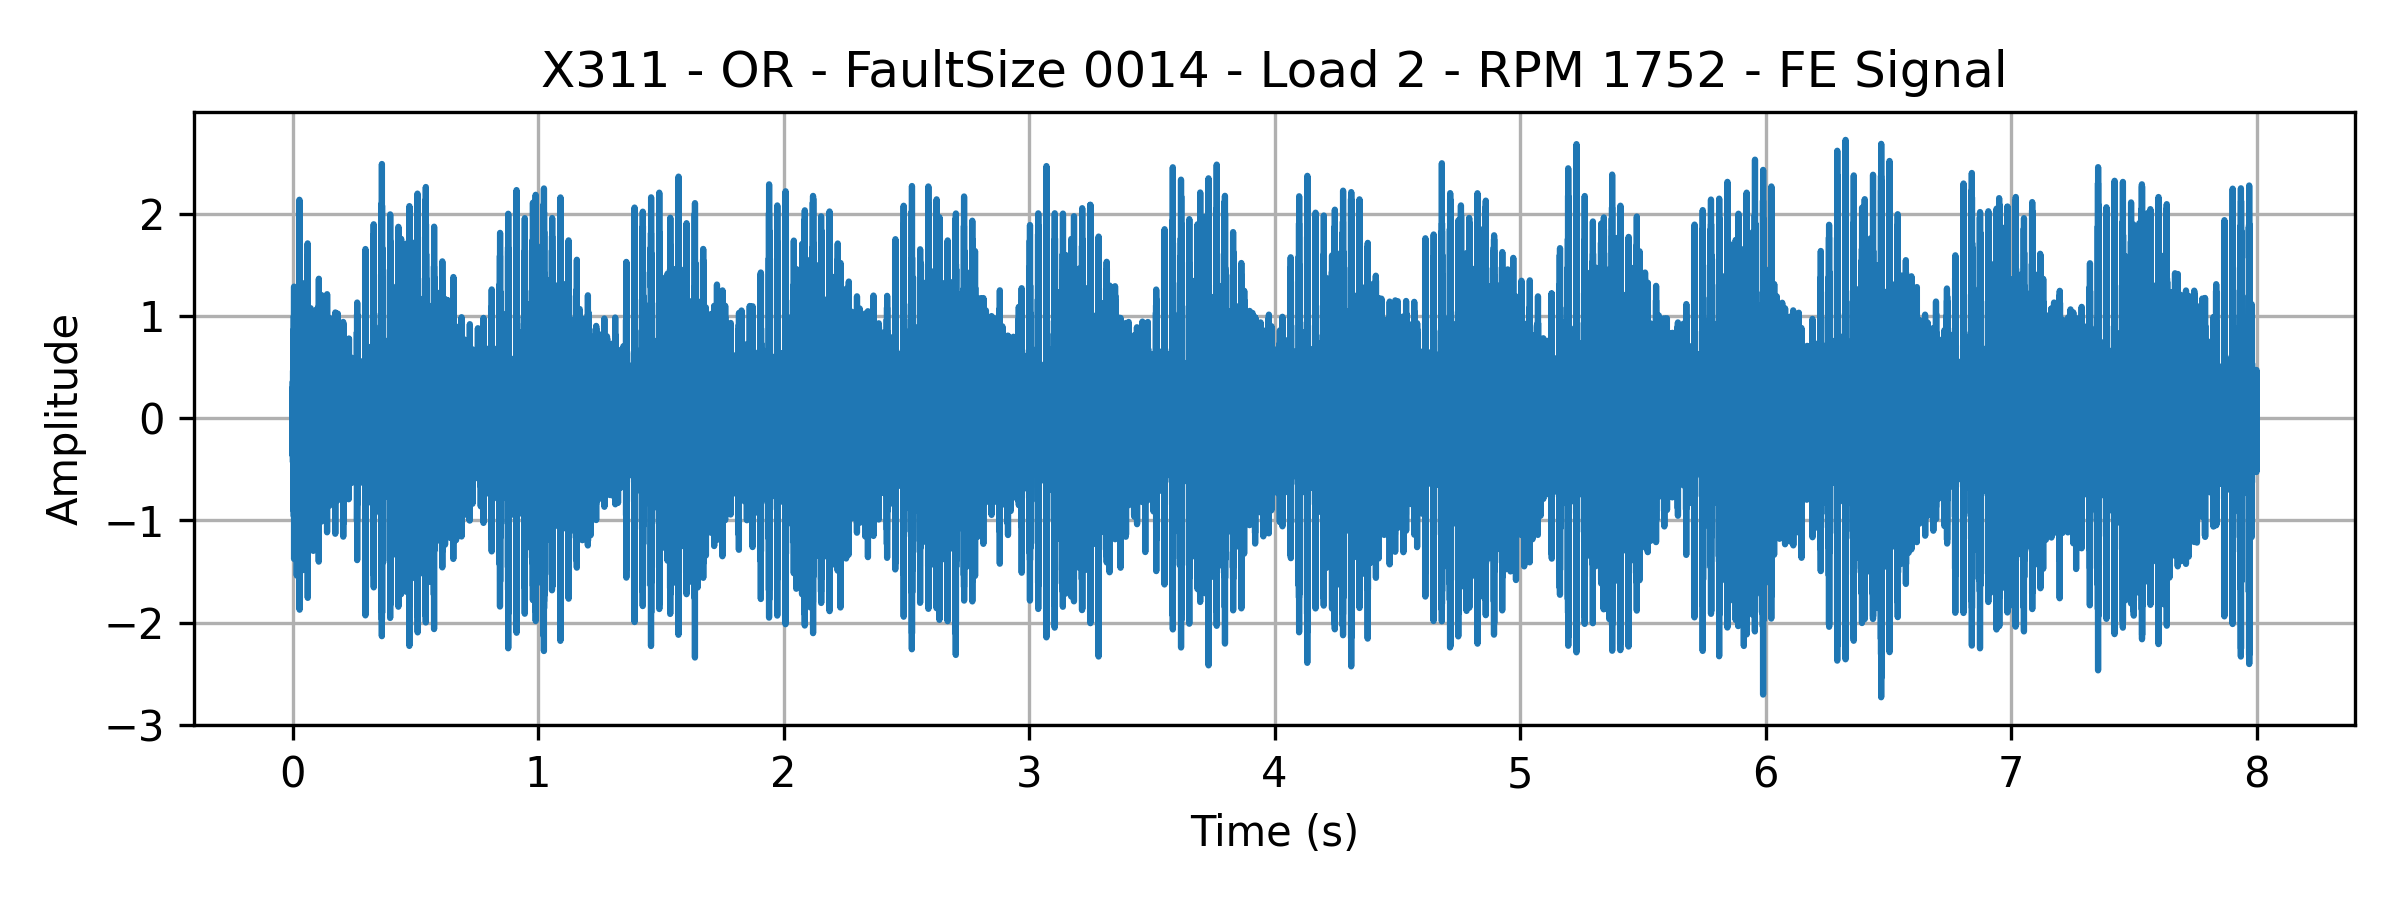 X311 - OR - FaultSize 0014 - Load 2 - RPM 1752 - FE Signal
Amplitude
2
1
0
−1
−2
−3
0 1 2 3 4 5 6 7 8
Time (s)